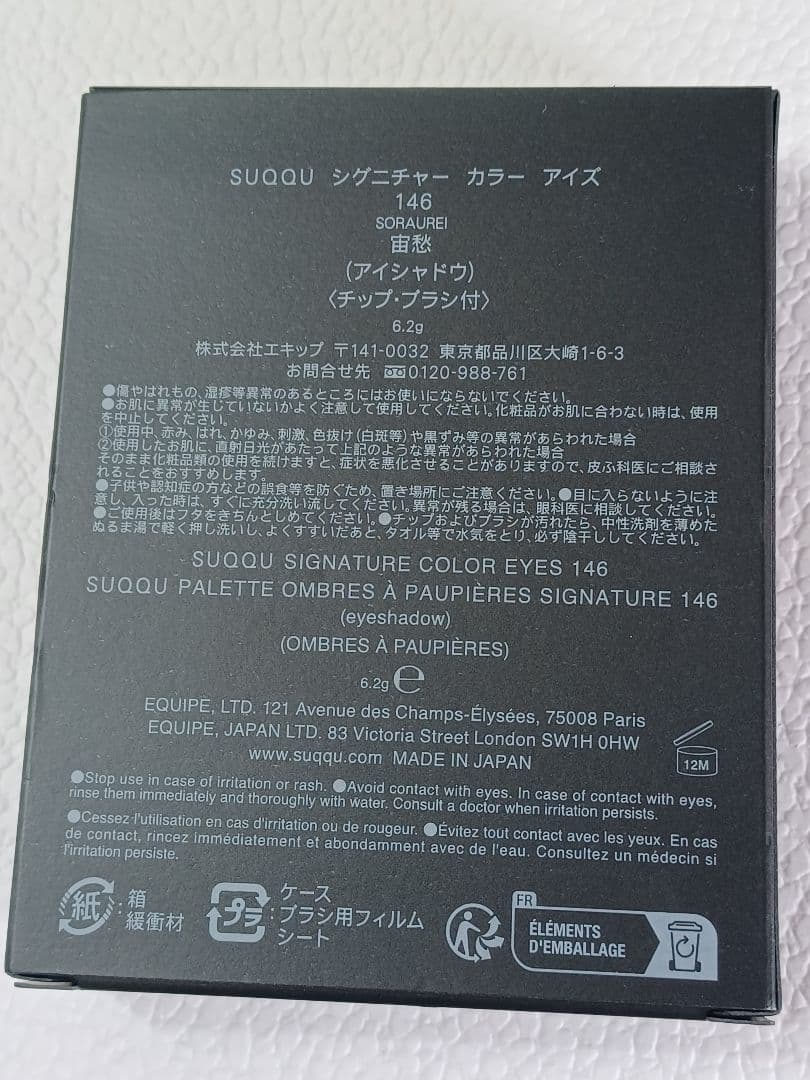 SUQQU シグニチャー カラー アイズ
146
SORAUREI
宙愁
(アイシャドウ)
〈チップ・ブラシ付〉
6.2g
株式会社エキップ 〒141-0032 東京都品川区大崎1-6-3
お問合せ先 0120-988-761
●傷やはれもの、湿疹等異常のあるところにはお使いにならないでください。
●お肌に異常が生じていないかよく注意して使用してください。化粧品がお肌に合わない時は、使用
を中止してください。
①使用中、赤み、はれ、かゆみ、刺激、色抜け(白斑等)や黒ずみ等の異常があらわれた場合
②使用したお肌に、直射日光があたって上記のような異常があらわれた場合
そのまま化粧品類の使用を続けますと、症状を悪化させることがありますので、皮ふ科医にご相談さ
れることをおすすめします。
●子供や認知症の方などの誤食等を防ぐため、置き場所にご注意ください。●目に入らないように注
意し、入った時は、すぐに充分洗い流してください。異常が残る場合は、眼科医に相談してください。
●ご使用後はフタをきちんとしめてください。●チップおよびブラシが汚れたら、中性洗剤を薄めた
ぬるま湯で軽く押し洗いし、よくすすいだあと、タオル等で水気をとり、必ず陰干ししてください。
SUQQU SIGNATURE COLOR EYES 146
SUQQU PALETTE OMBRES À PAUPIÈRES SIGNATURE 146
(eyeshadow)
(OMBRES À PAUPIÈRES)
6.2g ℮
EQUIPE, LTD. 121 Avenue des Champs-Élysées, 75008 Paris
EQUIPE, JAPAN LTD. 83 Victoria Street London SW1H 0HW
www.suqqu.com MADE IN JAPAN
12M
●Stop use in case of irritation or rash. ●Avoid contact with eyes. In case of contact with eyes,
rinse them immediately and thoroughly with water. Consult a doctor when irritation persists.
●Cessez l'utilisation en cas d'irritation ou de rougeur. ●Évitez tout contact avec les yeux. En cas
de contact, rincez immédiatement et abondamment avec de l'eau. Consultez un médecin si
l'irritation persiste.
紙:箱
緩衝材
プラ:ケース
ブラシ用フィルム
シート
FR
ÉLÉMENTS
D'EMBALLAGE